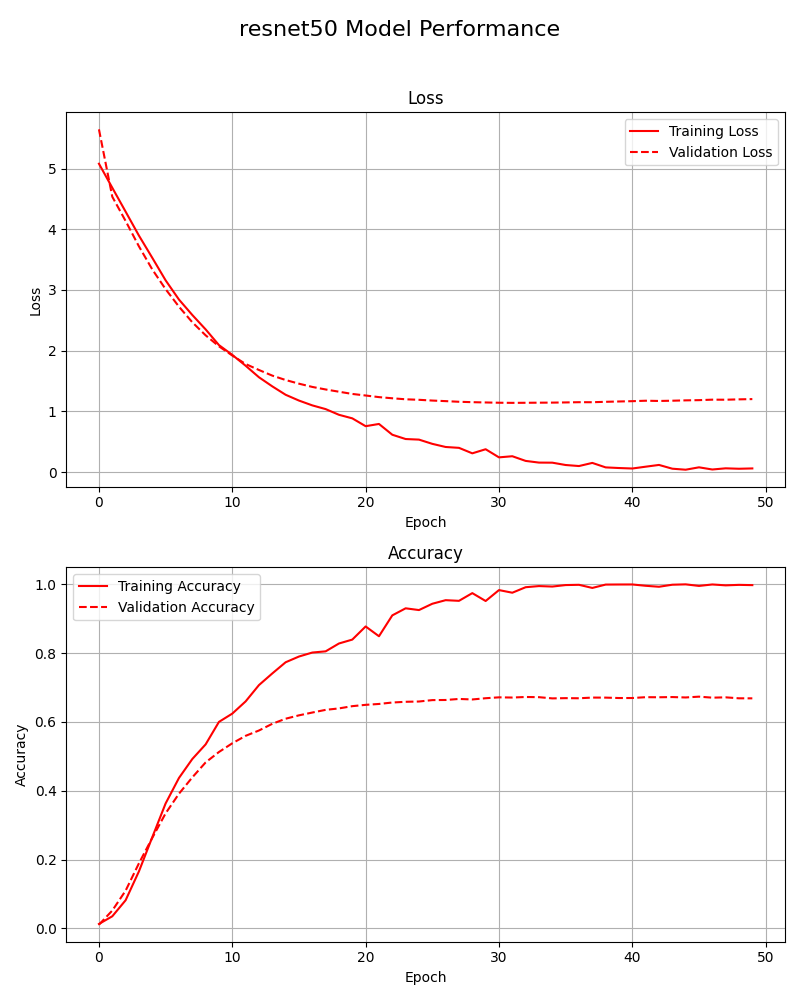 resnet50 Model Performance
Loss
Training Loss
Validation Loss
5
4
3
2
1
0
Loss
0 10 20 30 40 50
Epoch
Accuracy
Training Accuracy
Validation Accuracy
1.0
0.8
0.6
0.4
0.2
0.0
Accuracy
0 10 20 30 40 50
Epoch